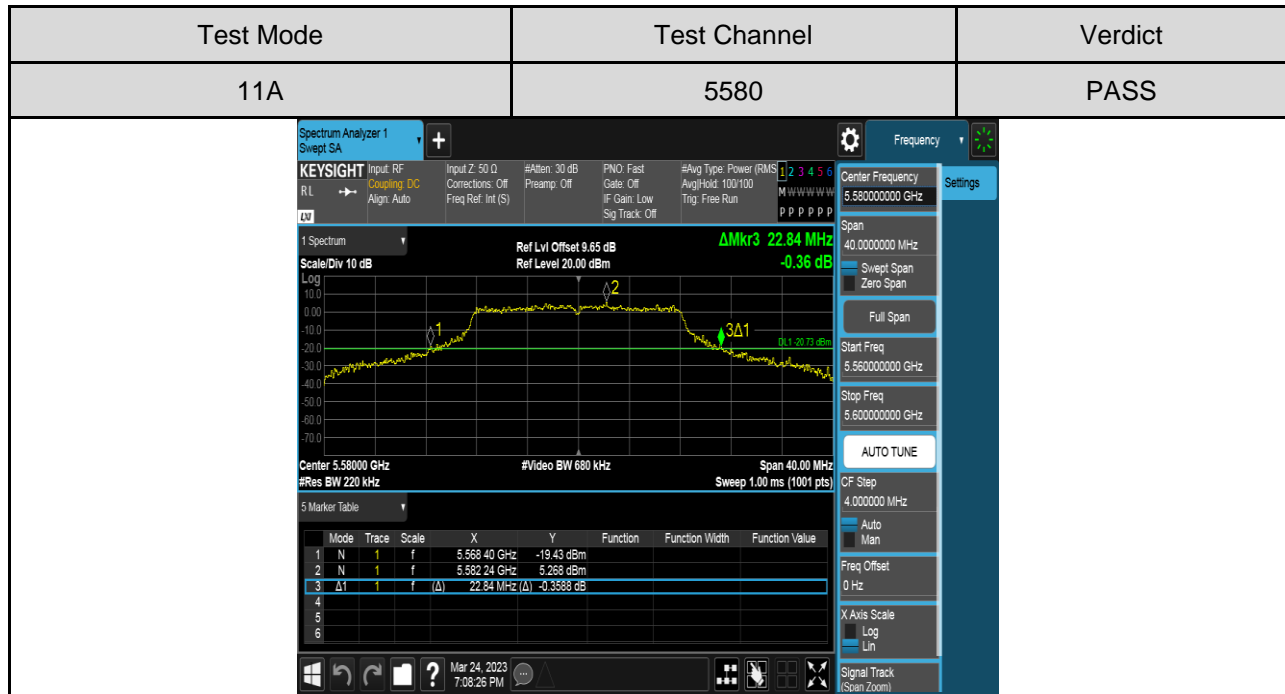 Test Mode Test Channel Verdict
11A 5580 PASS
Spectrum Analyzer 1
Swept SA
+
Frequency
KEYSIGHT Input: RF Input Z: 50 Ω #Atten: 30 dB PNO: Fast #Avg Type: Power (RMS 1 2 3 4 5 6
RL Coupling: DC Corrections: Off Preamp: Off Gate: Off Avg|Hold: 100/100 M W W W W W
Align: Auto Freq Ref: Int (S) IF Gain: Low Trig: Free Run
LXI Sig Track: Off P P P P P P
Center Frequency
5.580000000 GHz
Settings
Span
40.0000000 MHz
Swept Span
Zero Span
Full Span
Start Freq
5.560000000 GHz
Stop Freq
5.600000000 GHz
AUTO TUNE
CF Step
4.000000 MHz
Auto
Man
Freq Offset
0 Hz
X Axis Scale
Log
Lin
Signal Track
(Span Zoom)
1 Spectrum Ref Lvl Offset 9.65 dB ΔMkr3 22.84 MHz
Scale/Div 10 dB Ref Level 20.00 dBm -0.36 dB
Log
10.0
0.00
-10.0
-20.0
-30.0
-40.0
-50.0
-60.0
-70.0
1
2
3Δ1
DL1 -20.73 dBm
Center 5.58000 GHz #Video BW 680 kHz Span 40.00 MHz
#Res BW 220 kHz Sweep 1.00 ms (1001 pts)
5 Marker Table
Mode Trace Scale X Y Function Function Width Function Value
1 N 1 f 5.568 40 GHz -19.43 dBm
2 N 1 f 5.582 24 GHz 5.268 dBm
3 Δ1 1 f (Δ) 22.84 MHz (Δ) -0.3588 dB
4
5
6
? Mar 24, 2023
7:08:26 PM